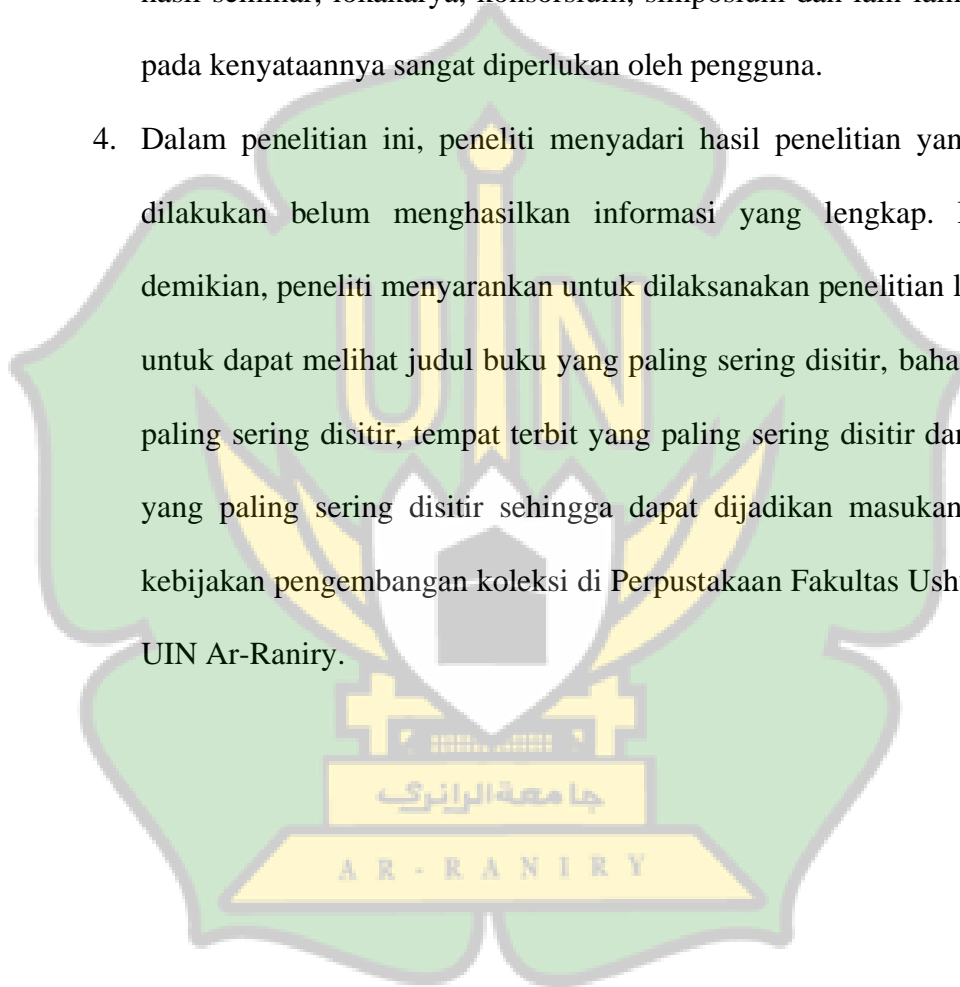 hasil seminar, lokakarya, konsorsium, simposium dan lain lain
pada kenyataannya sangat diperlukan oleh pengguna.
4. Dalam penelitian ini, peneliti menyadari hasil penelitian yan
dilakukan belum menghasilkan informasi yang lengkap.
demikian, peneliti menyarankan untuk dilaksanakan penelitian l
untuk dapat melihat judul buku yang paling sering disitir, baha
paling sering disitir, tempat terbit yang paling sering disitir dan
yang paling sering disitir sehingga dapat dijadikan masukan
kebijakan pengembangan koleksi di Perpustakaan Fakultas Ush
UIN Ar-Raniry.
UIN
جامعة الرانري
AR-RANIRY